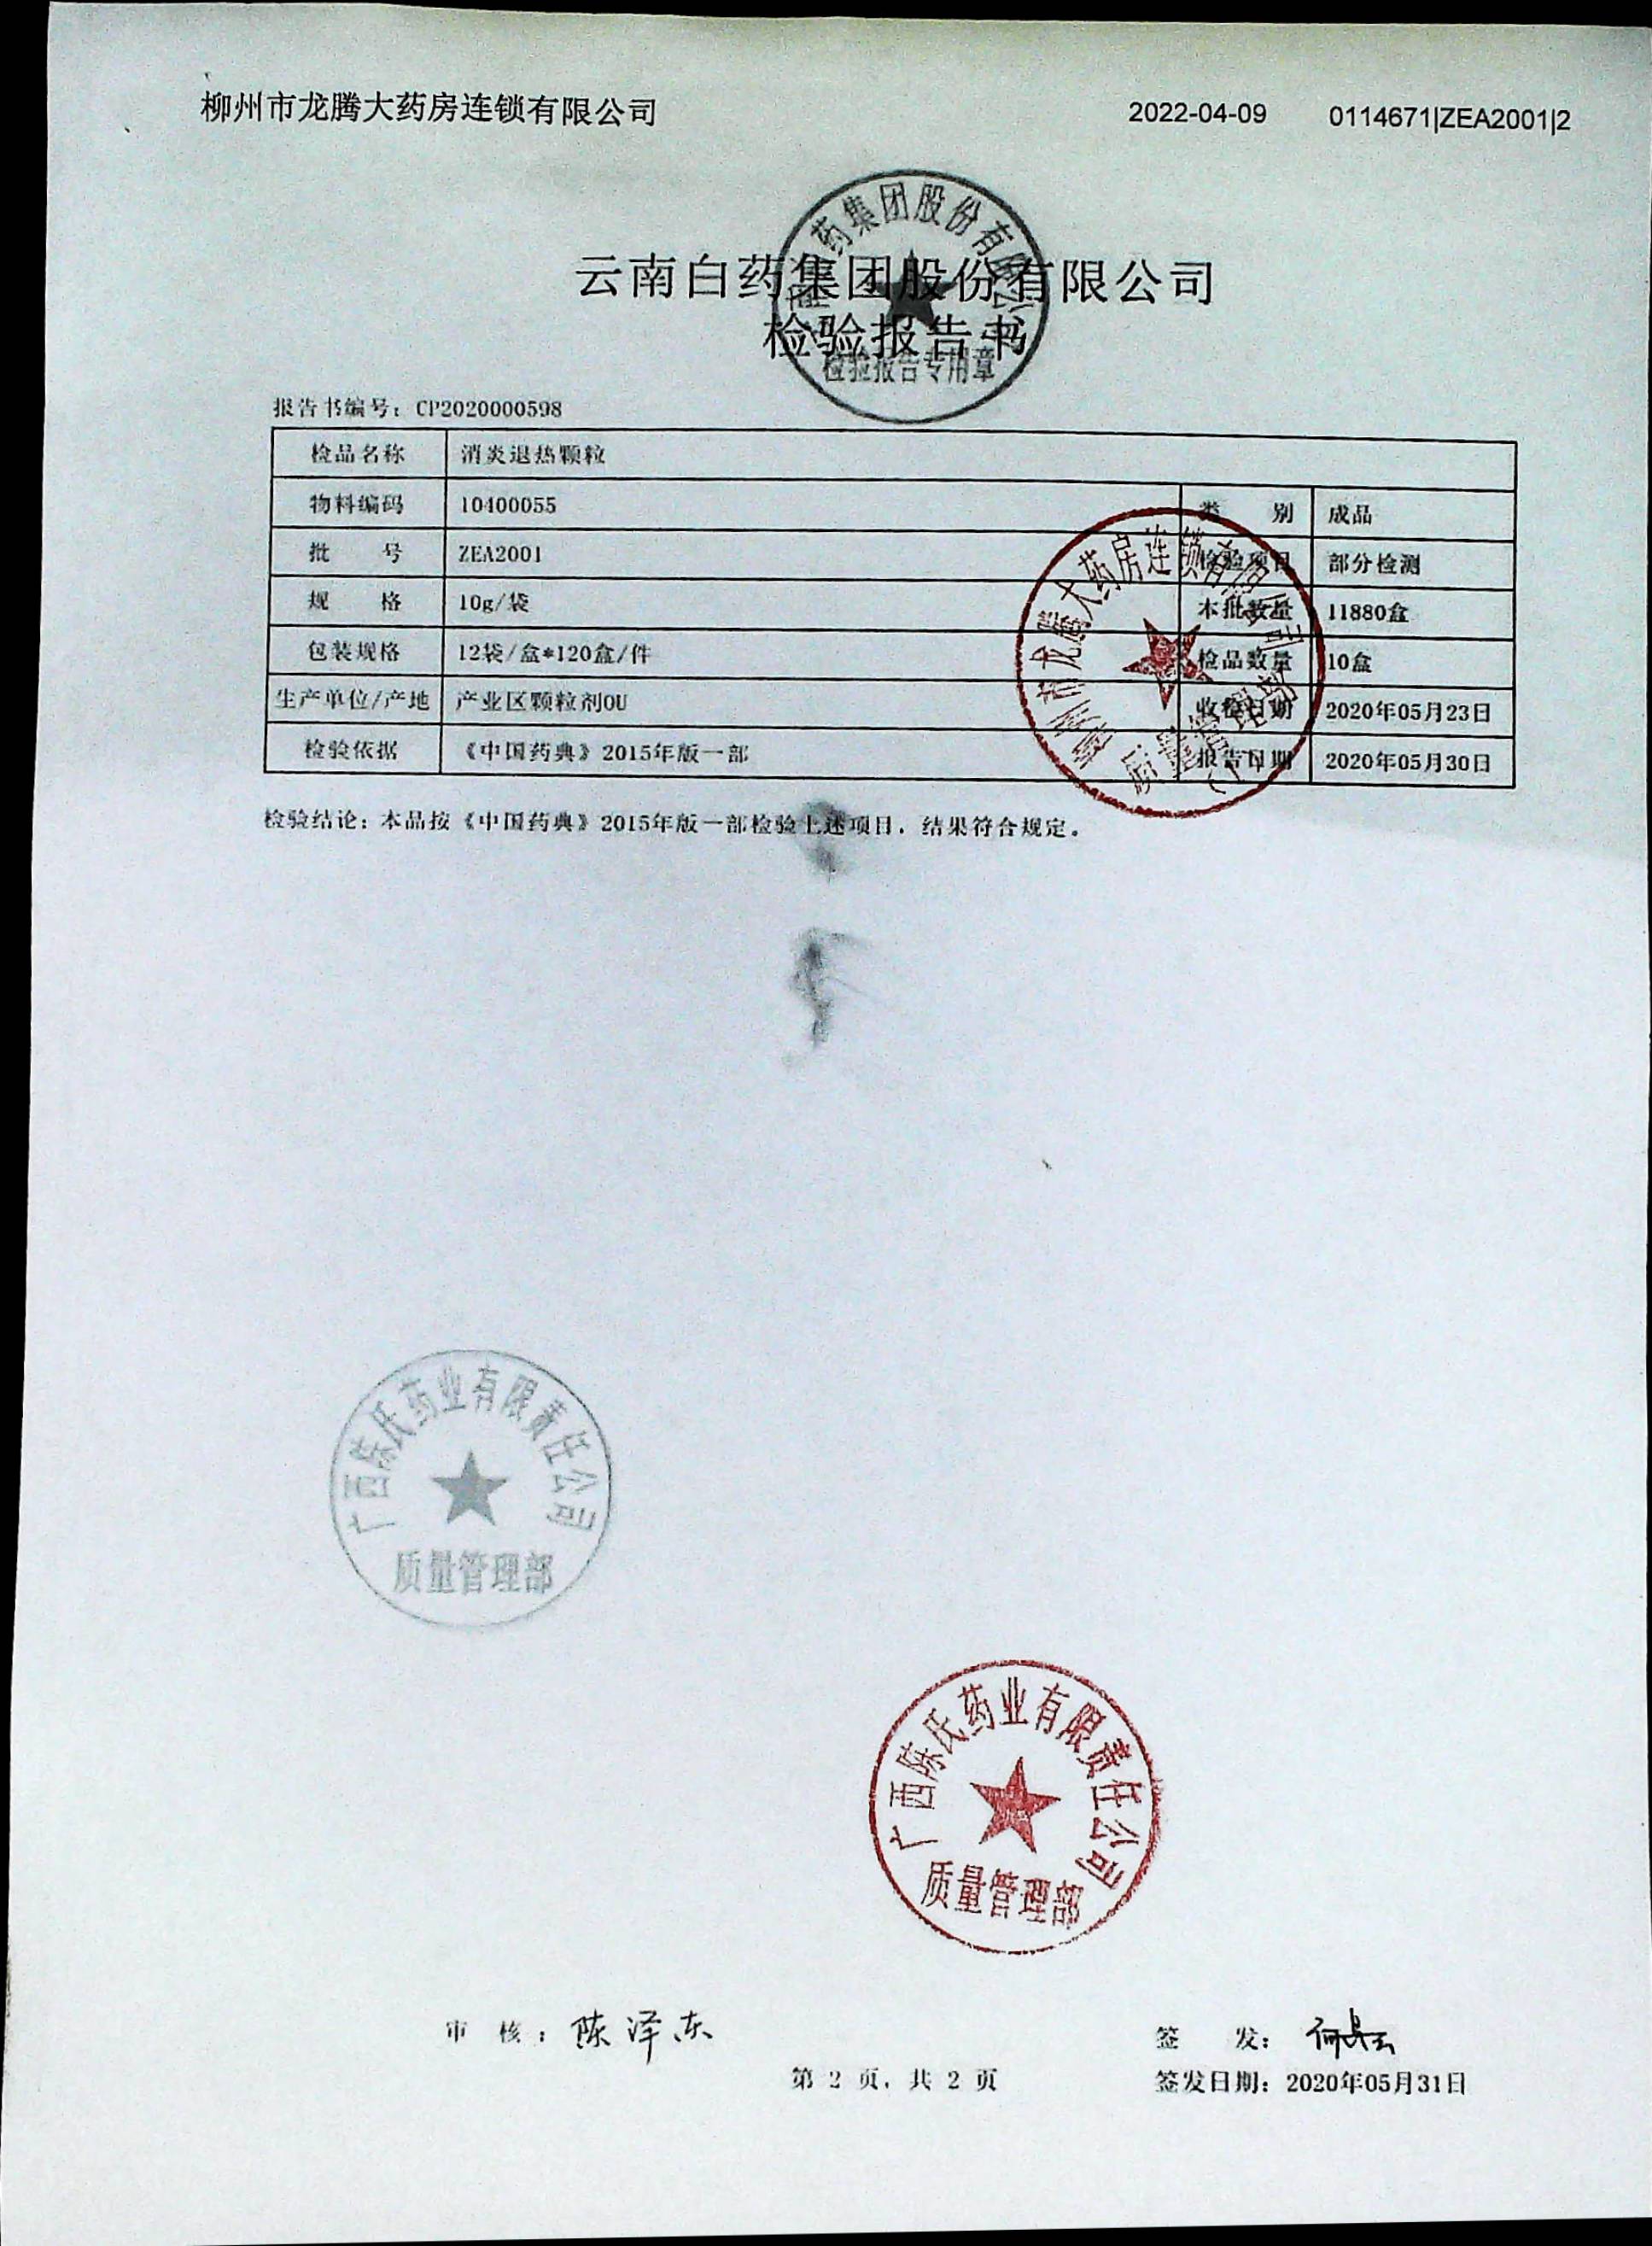 柳州市龙腾大药房连锁有限公司 2022-04-09 0114671|ZEA2001|2
云南白药集团股份有限公司
检验报告书
检验报告专用章
报告书编号：CP2020000598
检品名称 消炎退热颗粒
物料编码 10400055 类 别 成品
批 号 ZEA2001 检验项目 部分检测
规 格 10g/袋 本批数量 11880盒
包装规格 12袋/盒*120盒/件 检品数量 10盒
生产单位/产地 产业区颗粒剂OU 收检日期 2020年05月23日
检验依据 《中国药典》2015年版一部 报告日期 2020年05月30日
检验结论：本品按《中国药典》2015年版一部检验上述项目，结果符合规定。
广西陈氏药业有限责任公司
质量管理部
广西陈氏药业有限责任公司
质量管理部
审 核：陈泽东
签 发：
第 2 页，共 2 页
签发日期：2020年05月31日